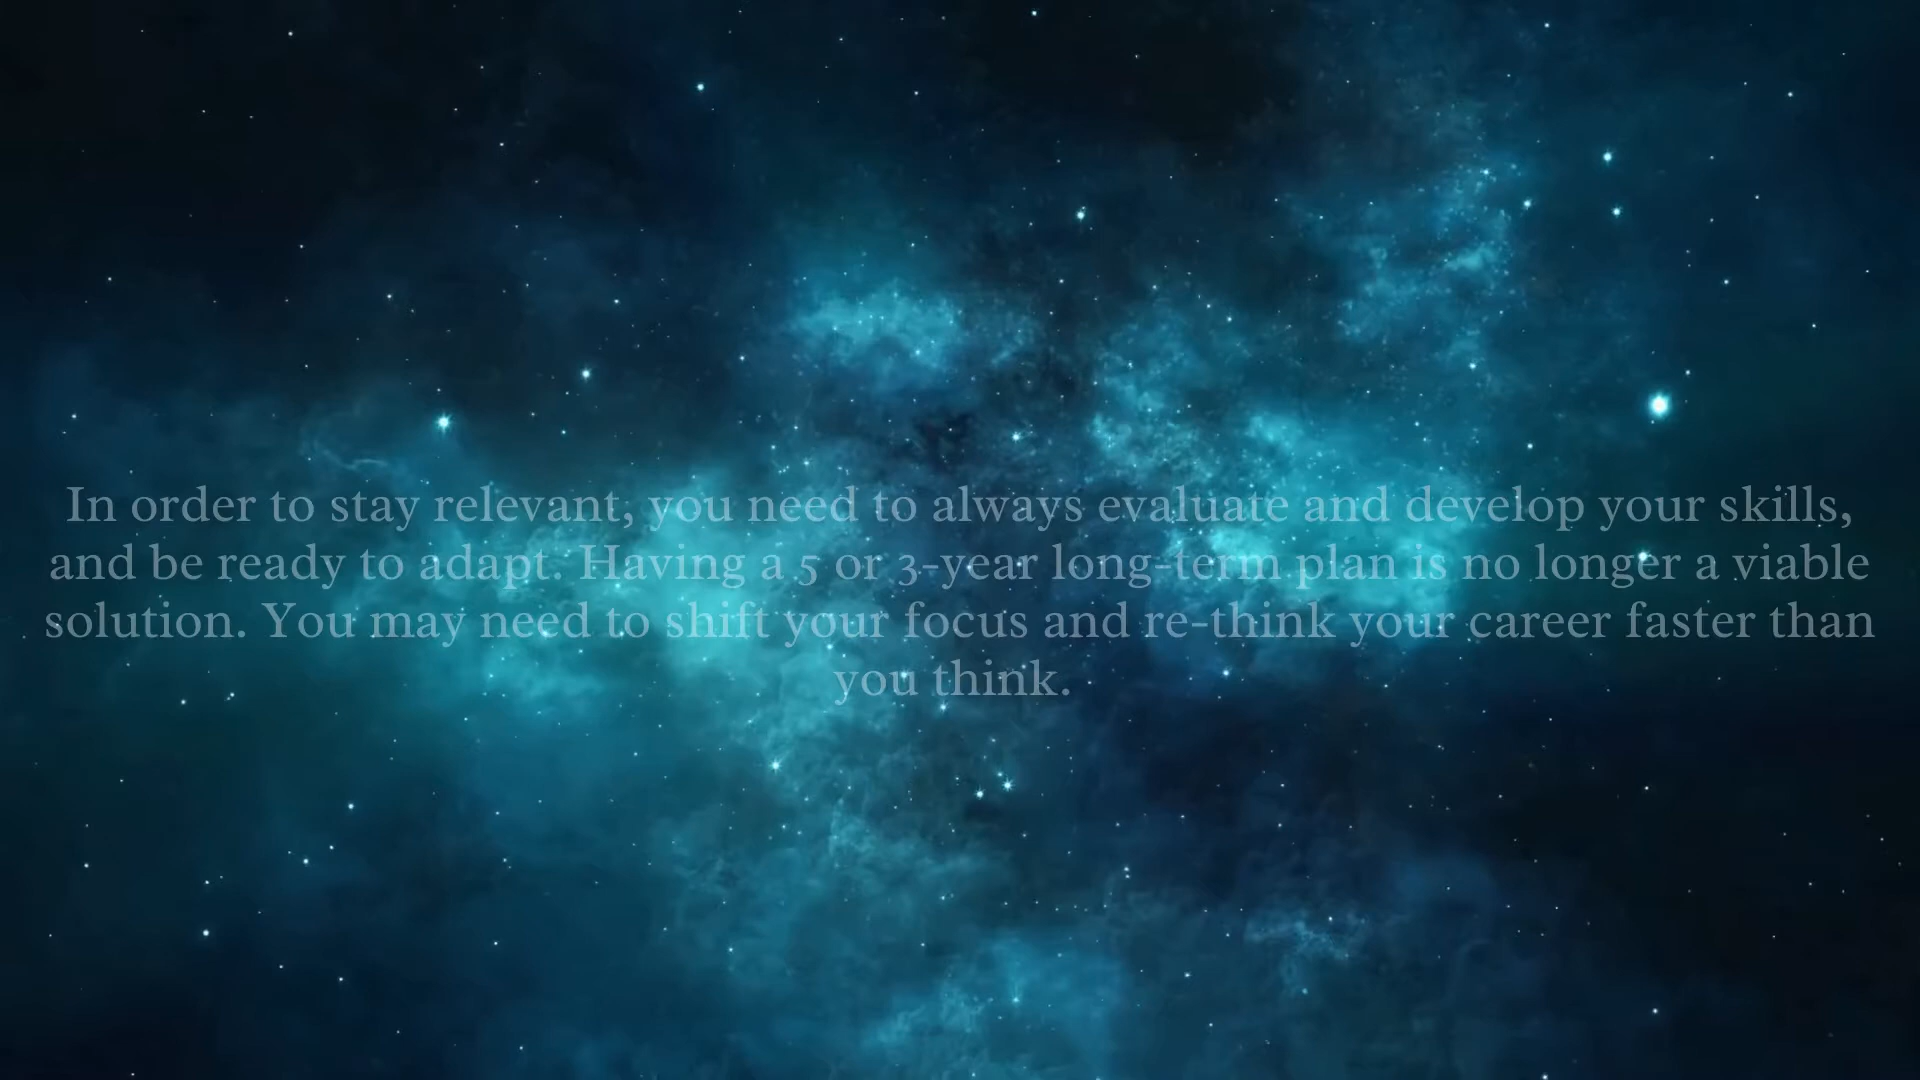 In order to stay relevant, you need to always evaluate and develop your skills,
and be ready to adapt. Having a 5 or 3-year long-term plan is no longer a viable
solution. You may need to shift your focus and re-think your career faster than
you think.